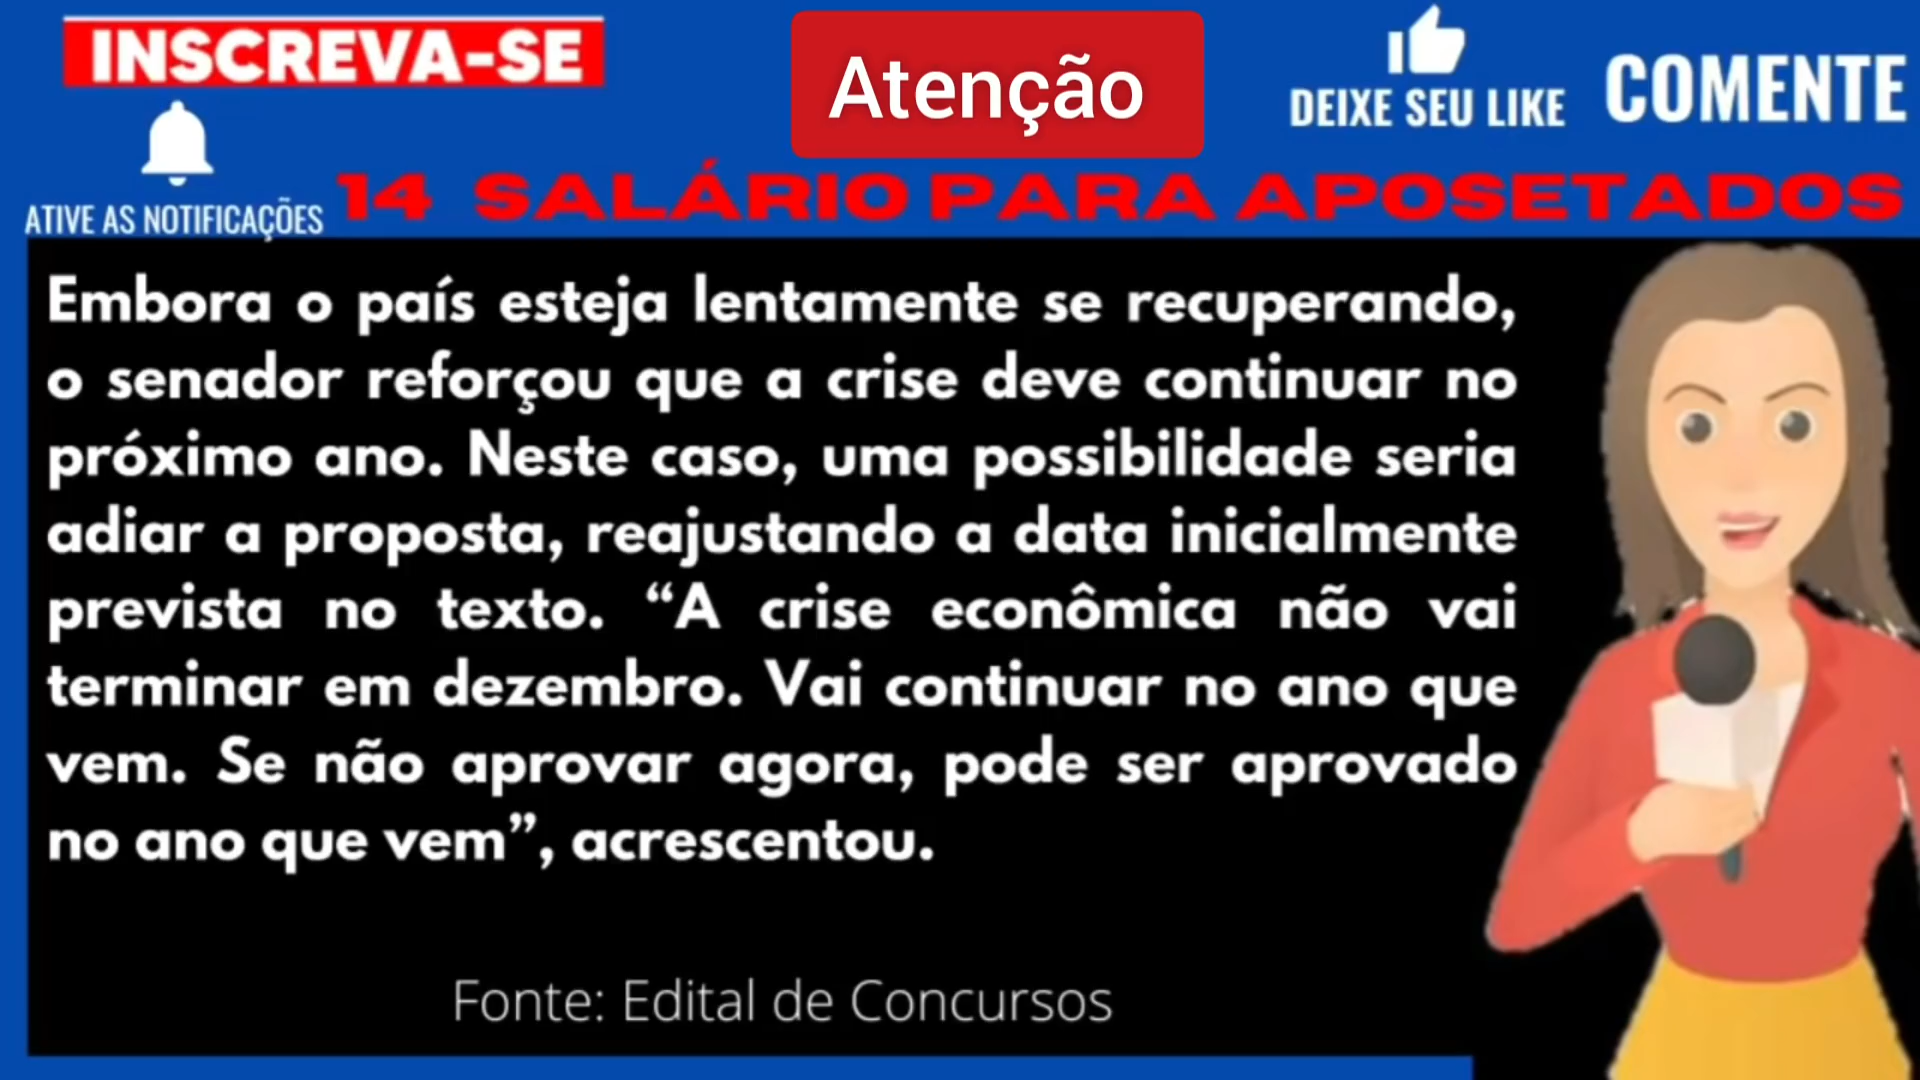 INSCREVA-SE
Atenção
DEIXE SEU LIKE
COMENTE
ATIVE AS NOTIFICAÇÕES
14 SALÁRIO PARA APOSETADOS
Embora o país esteja lentamente se recuperando,
o senador reforçou que a crise deve continuar no
próximo ano. Neste caso, uma possibilidade seria
adiar a proposta, reajustando a data inicialmente
prevista no texto. “A crise econômica não vai
terminar em dezembro. Vai continuar no ano que
vem. Se não aprovar agora, pode ser aprovado
no ano que vem”, acrescentou.
Fonte: Edital de Concursos